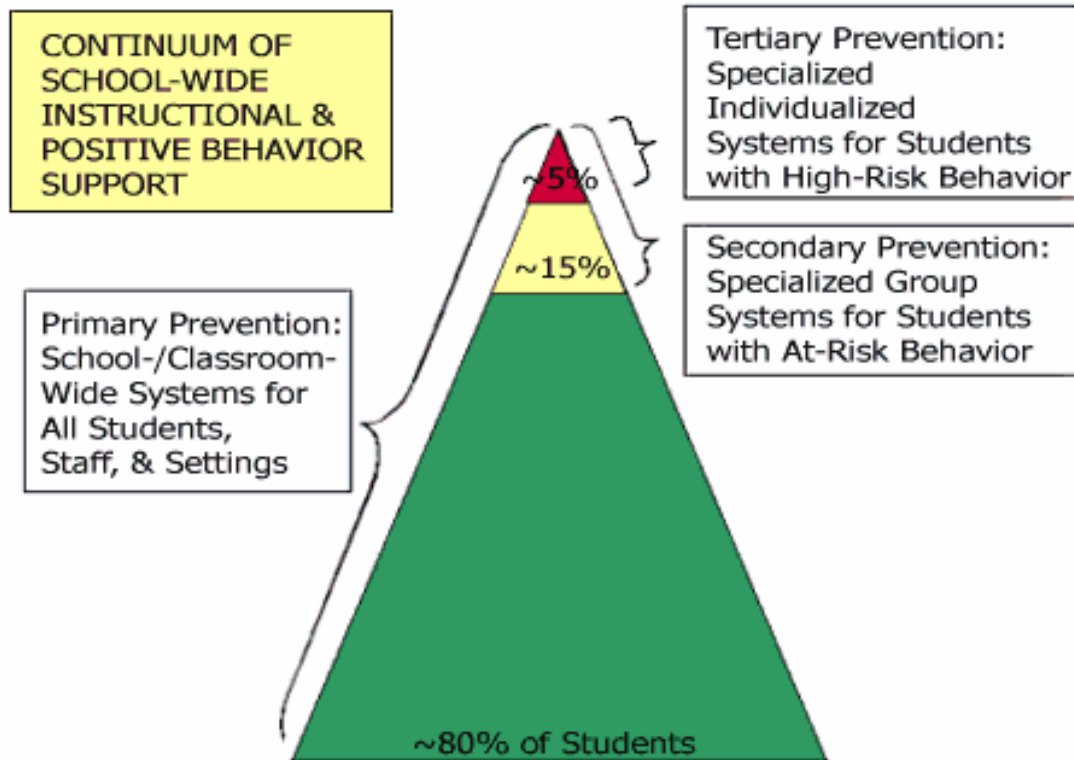 CONTINUUM OF
SCHOOL-WIDE
INSTRUCTIONAL &
POSITIVE BEHAVIOR
SUPPORT
Tertiary Prevention:
Specialized
Individualized
Systems for Students
with High-Risk Behavior
~5%
~15%
Secondary Prevention:
Specialized Group
Systems for Students
with At-Risk Behavior
Primary Prevention:
School-/Classroom-
Wide Systems for
All Students,
Staff, & Settings
~80% of Students